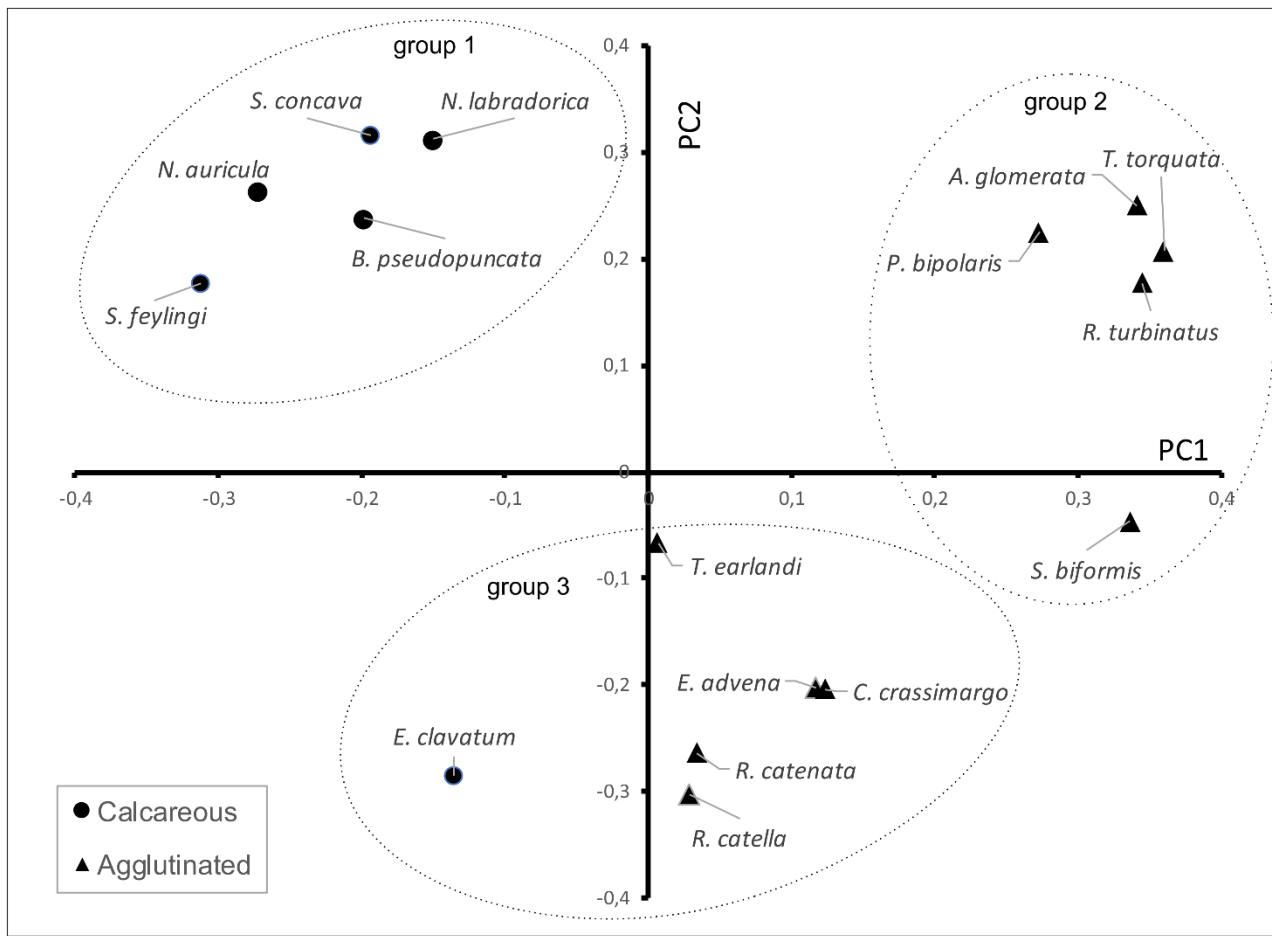 group 1
S. concava
N. labradorica
N. auricula
B. pseudopuncata
S. feylingi
PC2
0,4
0,3
0,2
0,1
0
-0,1
-0,2
-0,3
-0,4
group 2
T. torquata
A. glomerata
P. bipolaris
R. turbinatus
PC1
-0,4
-0,3
-0,2
-0,1
0
0,1
0,2
0,3
0,4
S. biformis
T. earlandi
group 3
E. advena
C. crassimargo
E. clavatum
R. catenata
R. catella
Calcareous
Agglutinated